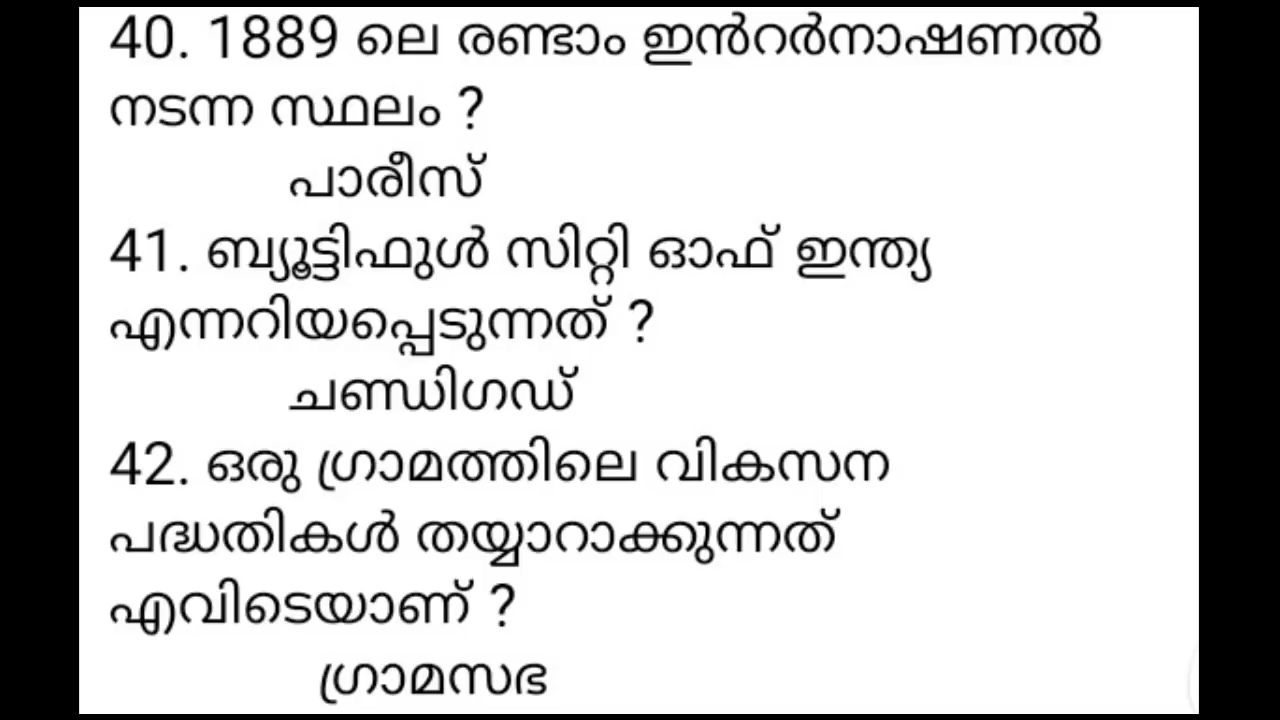 40. 1889 ലെ രണ്ടാം ഇൻറർനാഷണൽ
നടന്ന സ്ഥലം ?
പാരീസ്
41. ബ്യൂട്ടിഫുൾ സിറ്റി ഓഫ് ഇന്ത്യ
എന്നറിയപ്പെടുന്നത് ?
ചണ്ഡിഗഡ്
42. ഒരു ഗ്രാമത്തിലെ വികസന
പദ്ധതികൾ തയ്യാറാക്കുന്നത്
എവിടെയാണ് ?
ഗ്രാമസഭ